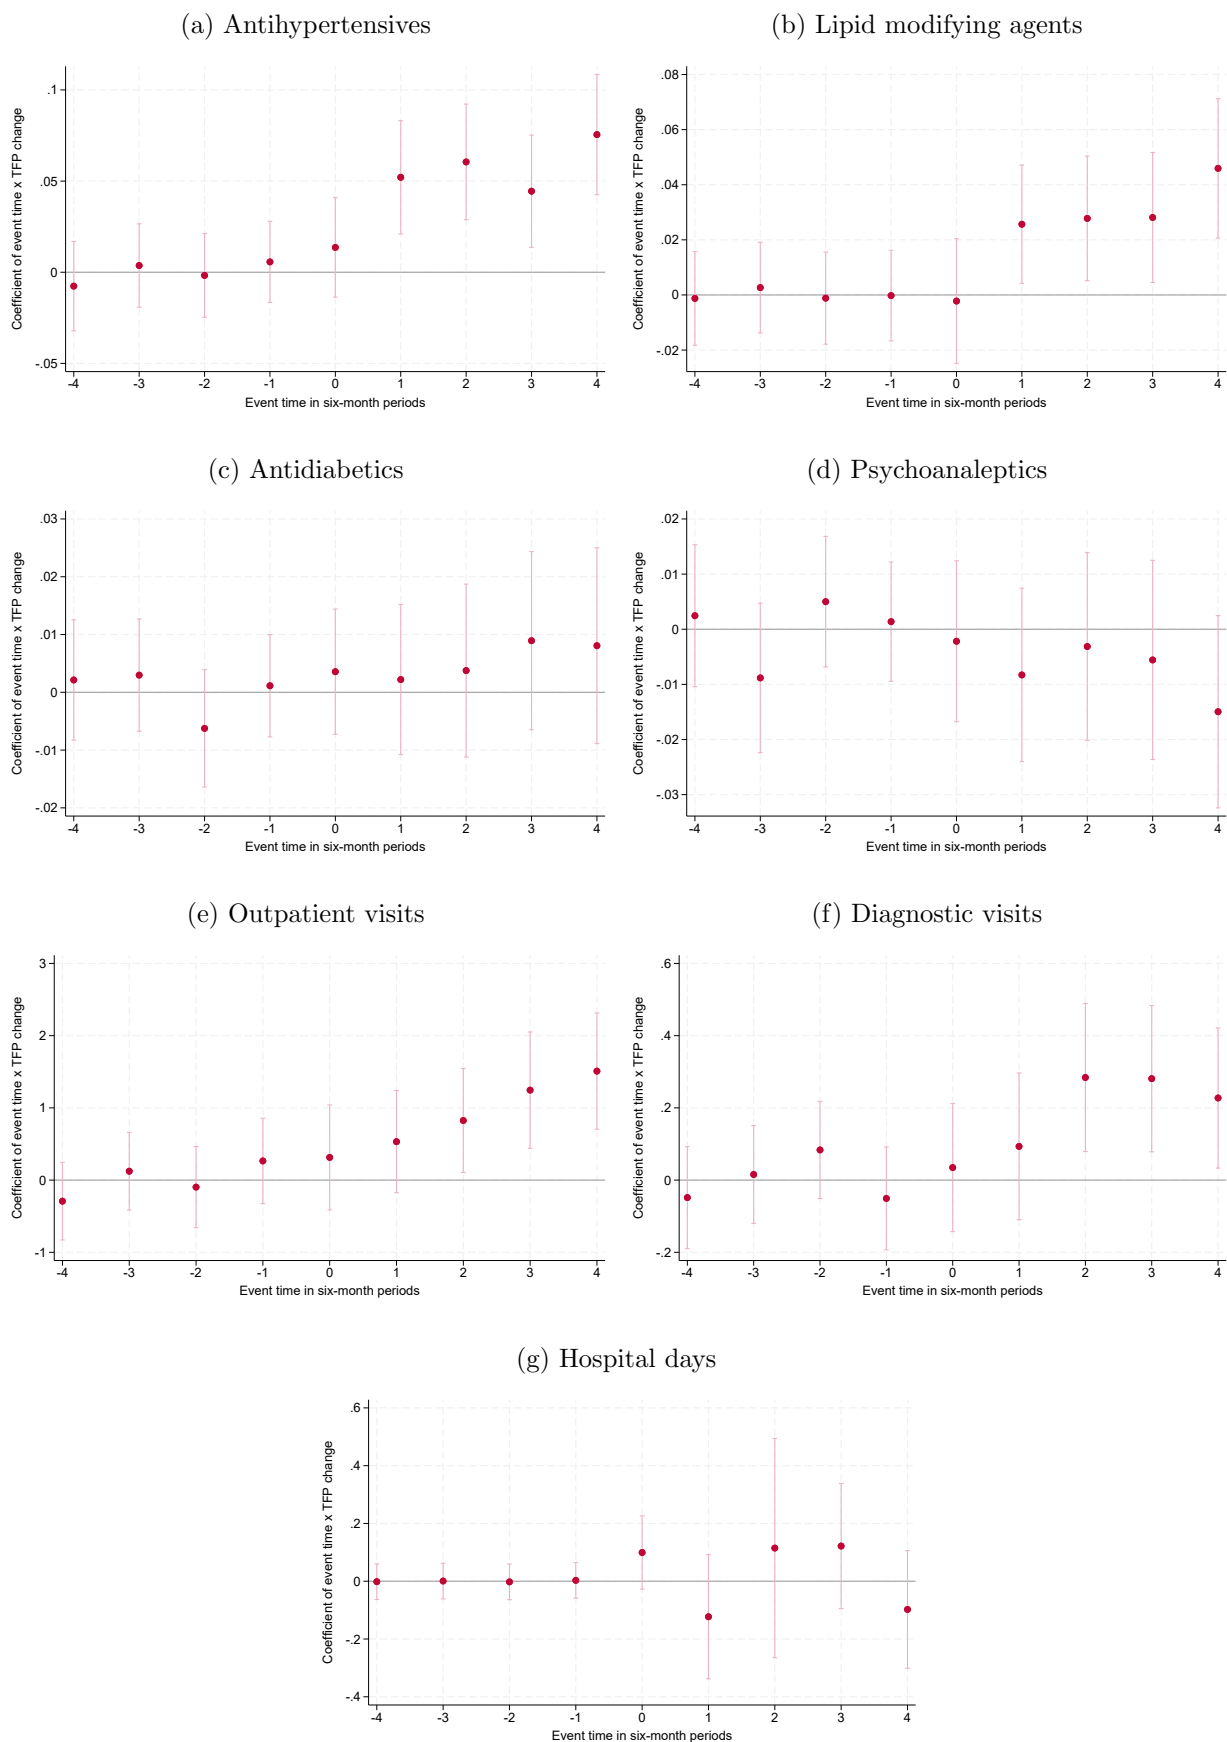 (a) Antihypertensives
Coefficient of event time x TFP change
.1
.05
0
-.05
-4 -3 -2 -1 0 1 2 3 4
Event time in six-month periods
(b) Lipid modifying agents
Coefficient of event time x TFP change
.08
.06
.04
.02
0
-.02
-4 -3 -2 -1 0 1 2 3 4
Event time in six-month periods
(c) Antidiabetics
Coefficient of event time x TFP change
.03
.02
.01
0
-.01
-.02
-4 -3 -2 -1 0 1 2 3 4
Event time in six-month periods
(d) Psychoanaleptics
Coefficient of event time x TFP change
.02
.01
0
-.01
-.02
-.03
-4 -3 -2 -1 0 1 2 3 4
Event time in six-month periods
(e) Outpatient visits
Coefficient of event time x TFP change
3
2
1
0
-1
-4 -3 -2 -1 0 1 2 3 4
Event time in six-month periods
(f) Diagnostic visits
Coefficient of event time x TFP change
.6
.4
.2
0
-.2
-4 -3 -2 -1 0 1 2 3 4
Event time in six-month periods
(g) Hospital days
Coefficient of event time x TFP change
.6
.4
.2
0
-.2
-.4
-4 -3 -2 -1 0 1 2 3 4
Event time in six-month periods